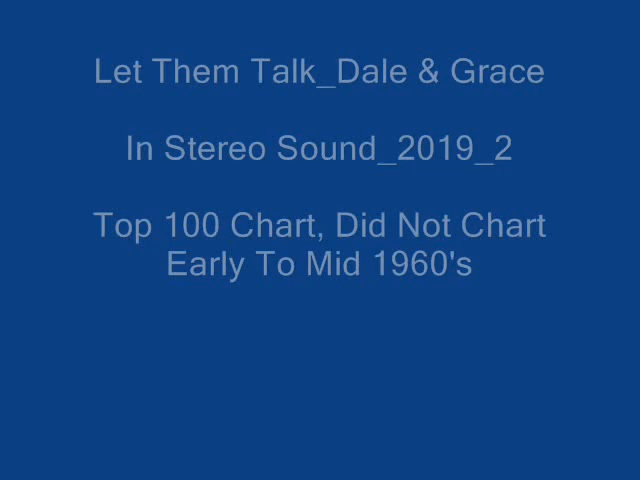 Let Them Talk_Dale & Grace
In Stereo Sound_2019_2
Top 100 Chart, Did Not Chart
Early To Mid 1960's